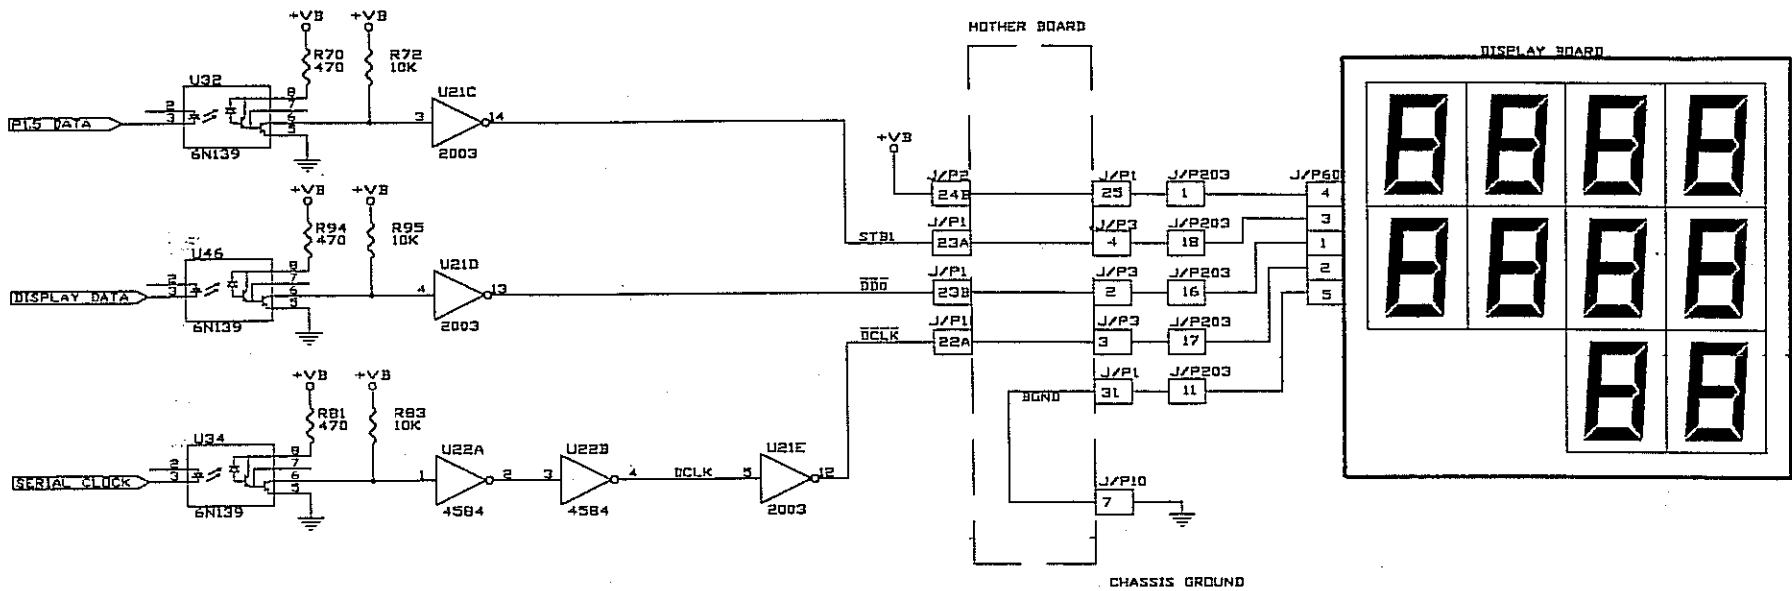 +VB +VB
R70 470 R72 10K
U32
8
7
6
5
2
3
P1.5 DATA
6N139
U21C
3 14
2003
+VB +VB
R94 470 R95 10K
U46
8
7
6
5
2
3
DISPLAY DATA
6N139
U21D
4 13
2003
+VB +VB
R81 470 R83 10K
U34
8
7
6
5
2
3
SERIAL CLOCK
6N139
U22A
1 2
4584
U22B
3 4
4584
DCLK
U21E
5 12
2003
MOTHER BOARD
+VB
J/P2 J/P1 J/P203 J/P60
24B 25 1 4
J/P1 J/P3 J/P203
STB1 23A 4 18 3
J/P1 J/P3 J/P203
DDO 23B 2 16 1
J/P1 J/P3 J/P203
DCLK 22A 3 17 2
J/P1 J/P203
BGND 31 11 5
J/P10
7
CHASSIS GROUND
DISPLAY BOARD